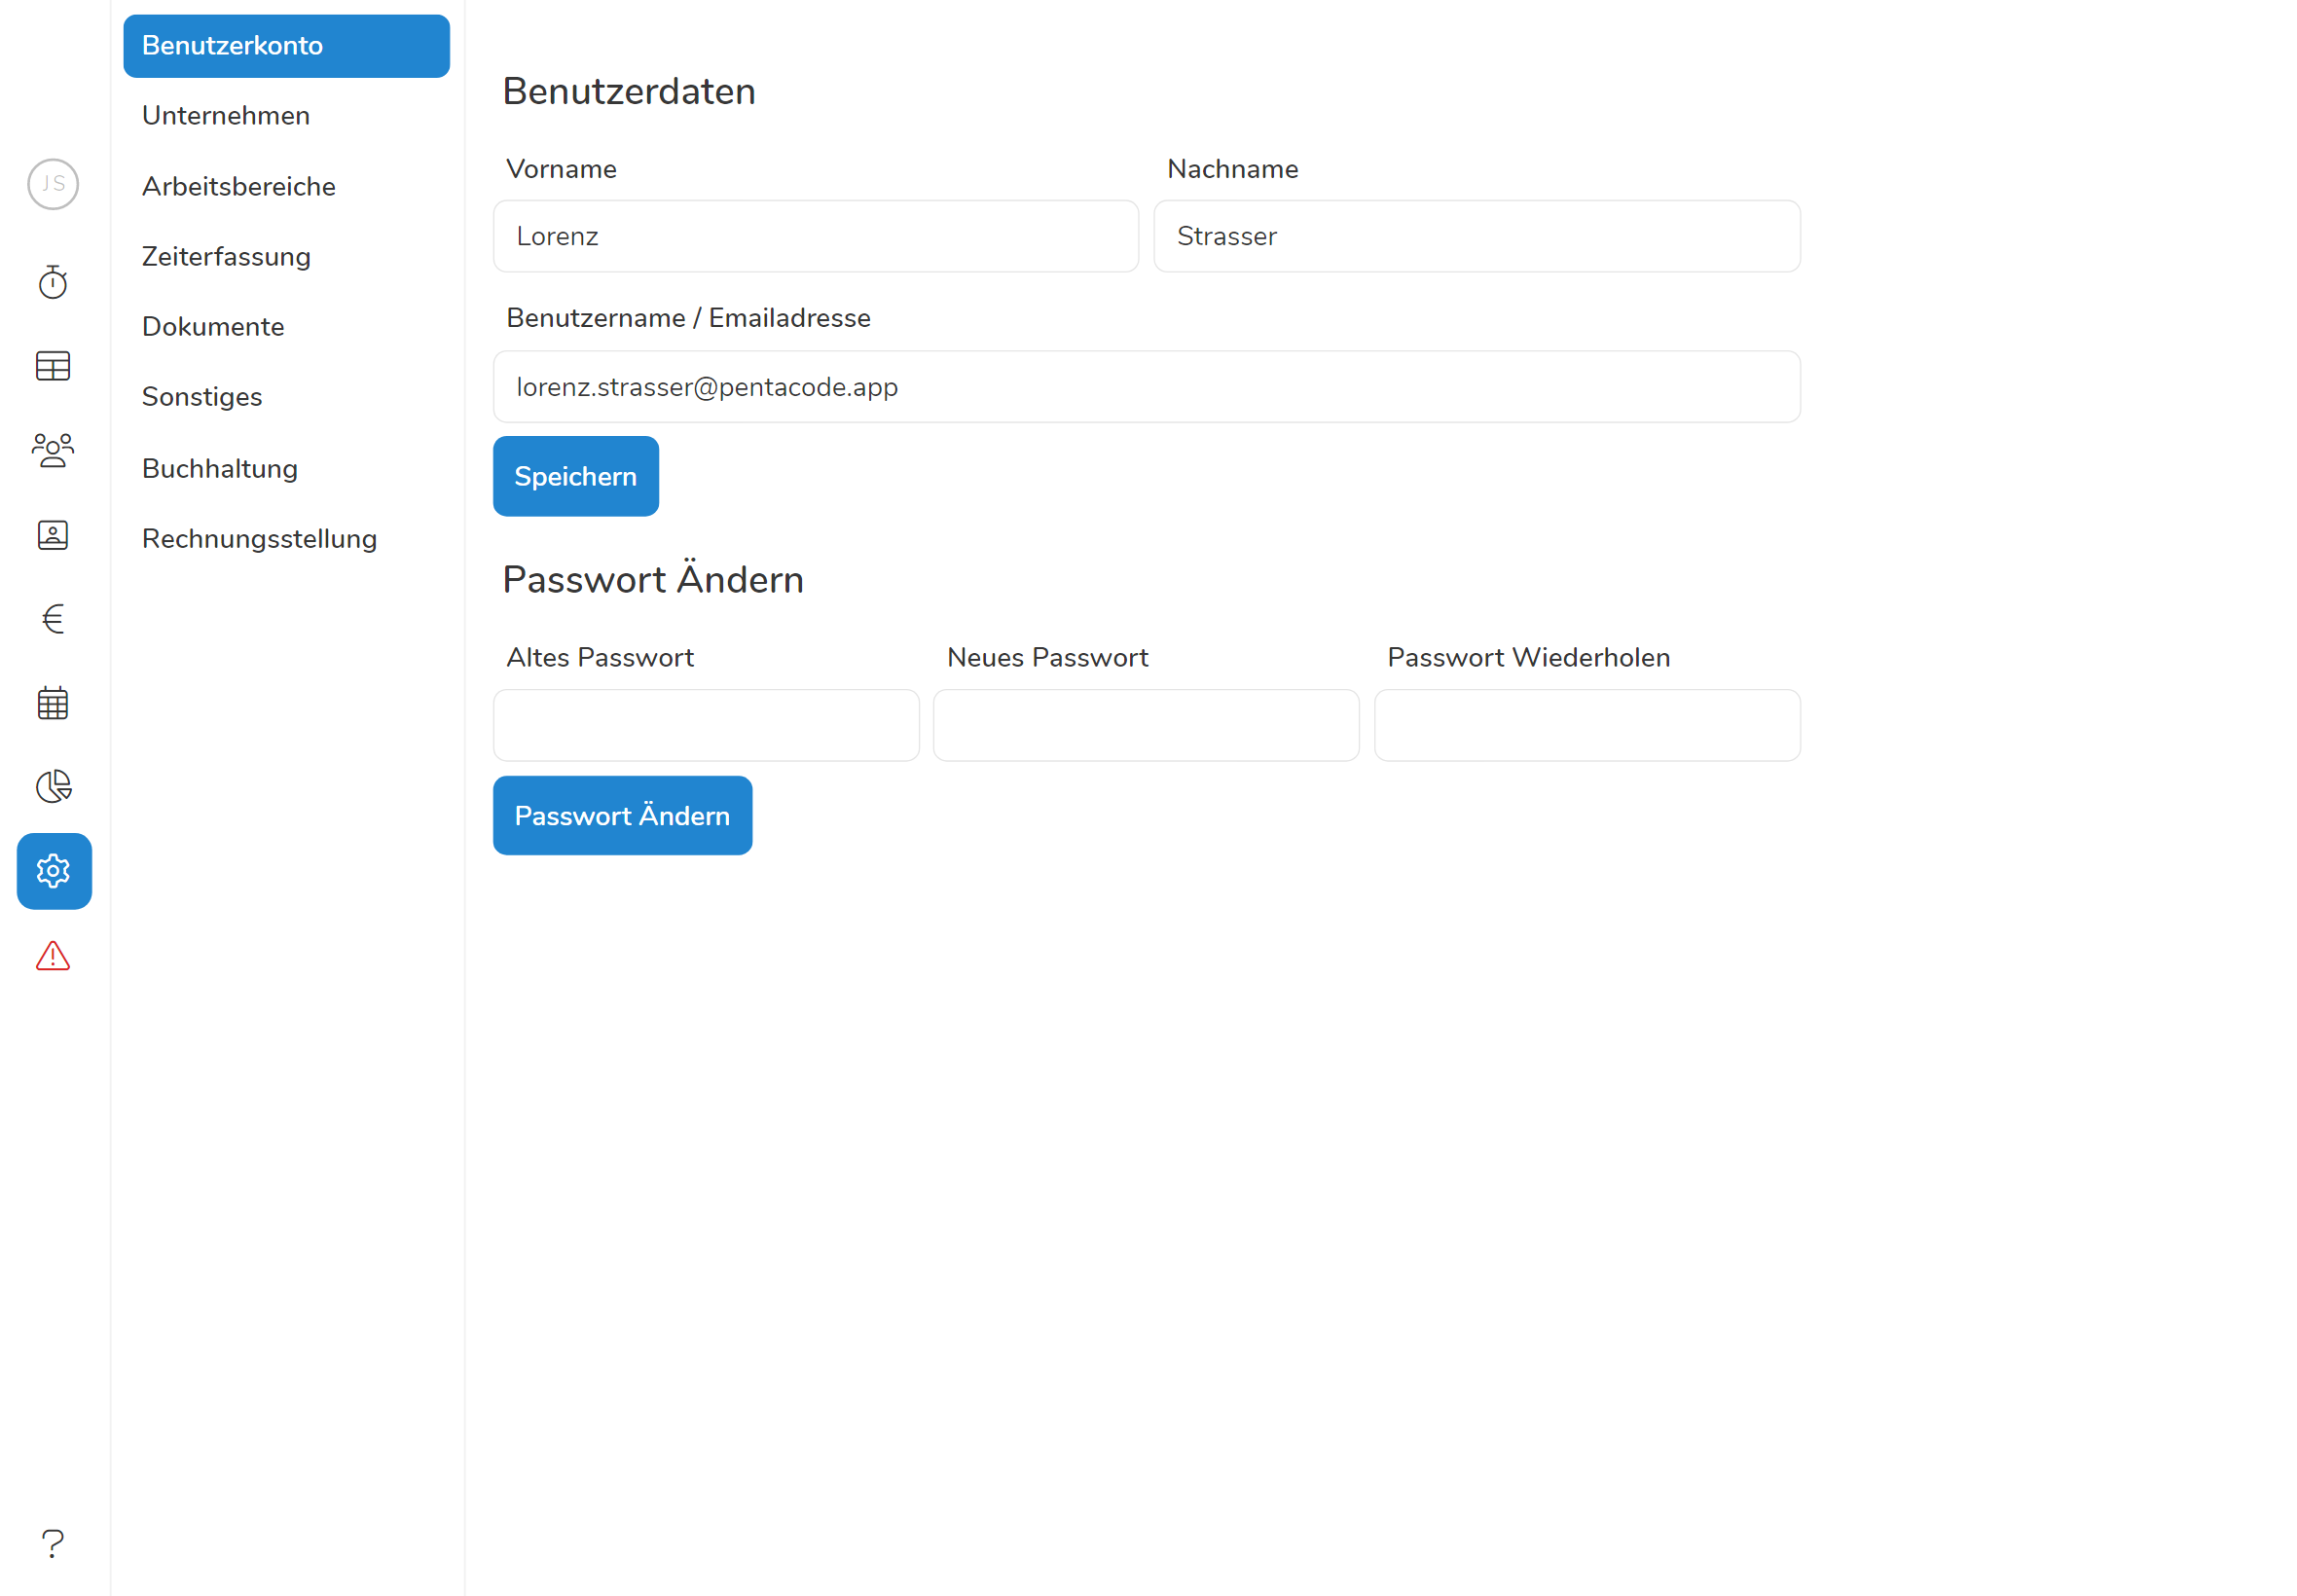 JS
Benutzerkonto
Unternehmen
Arbeitsbereiche
Zeiterfassung
Dokumente
Sonstiges
Buchhaltung
Rechnungsstellung
Benutzerdaten
Vorname Nachname
Lorenz Strasser
Benutzername / Emailadresse
lorenz.strasser@pentacode.app
Speichern
Passwort Ändern
Altes Passwort Neues Passwort Passwort Wiederholen
Passwort Ändern